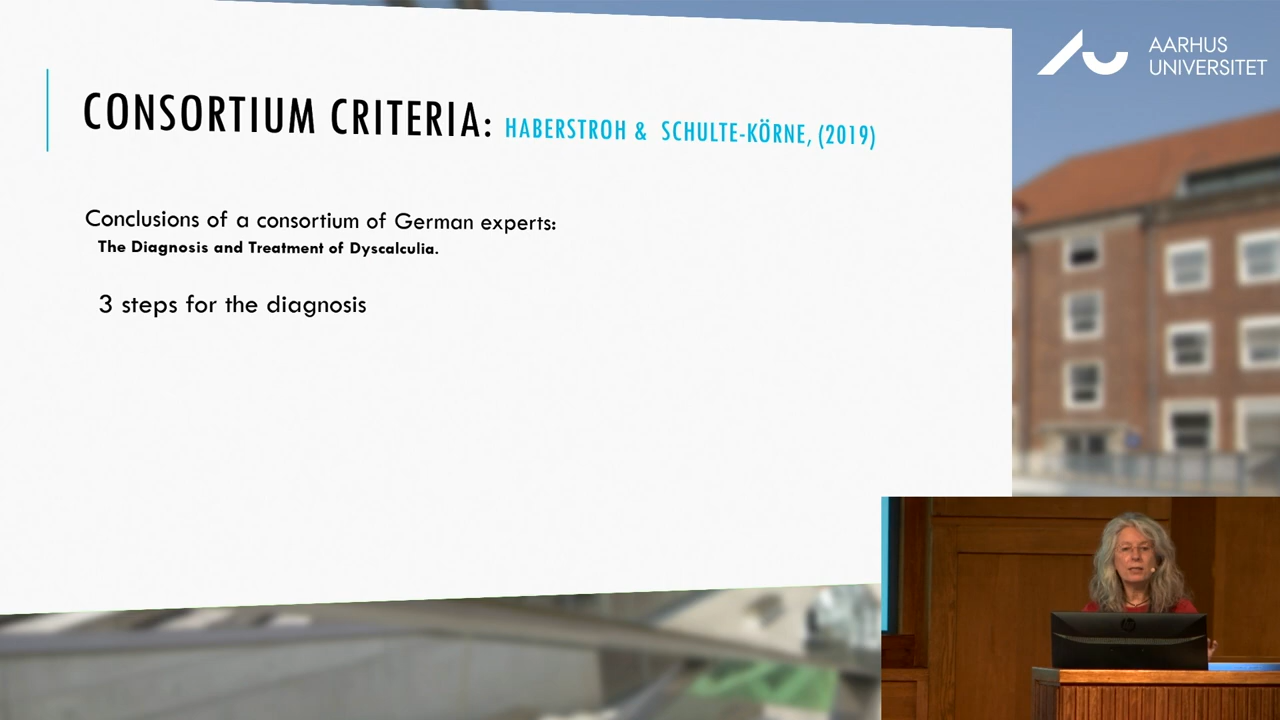 CONSORTIUM CRITERIA: HABERSTROH & SCHULTE-KÖRNE, (2019)
Conclusions of a consortium of German experts:
The Diagnosis and Treatment of Dyscalculia.
3 steps for the diagnosis
AARHUS
UNIVERSITET
hp